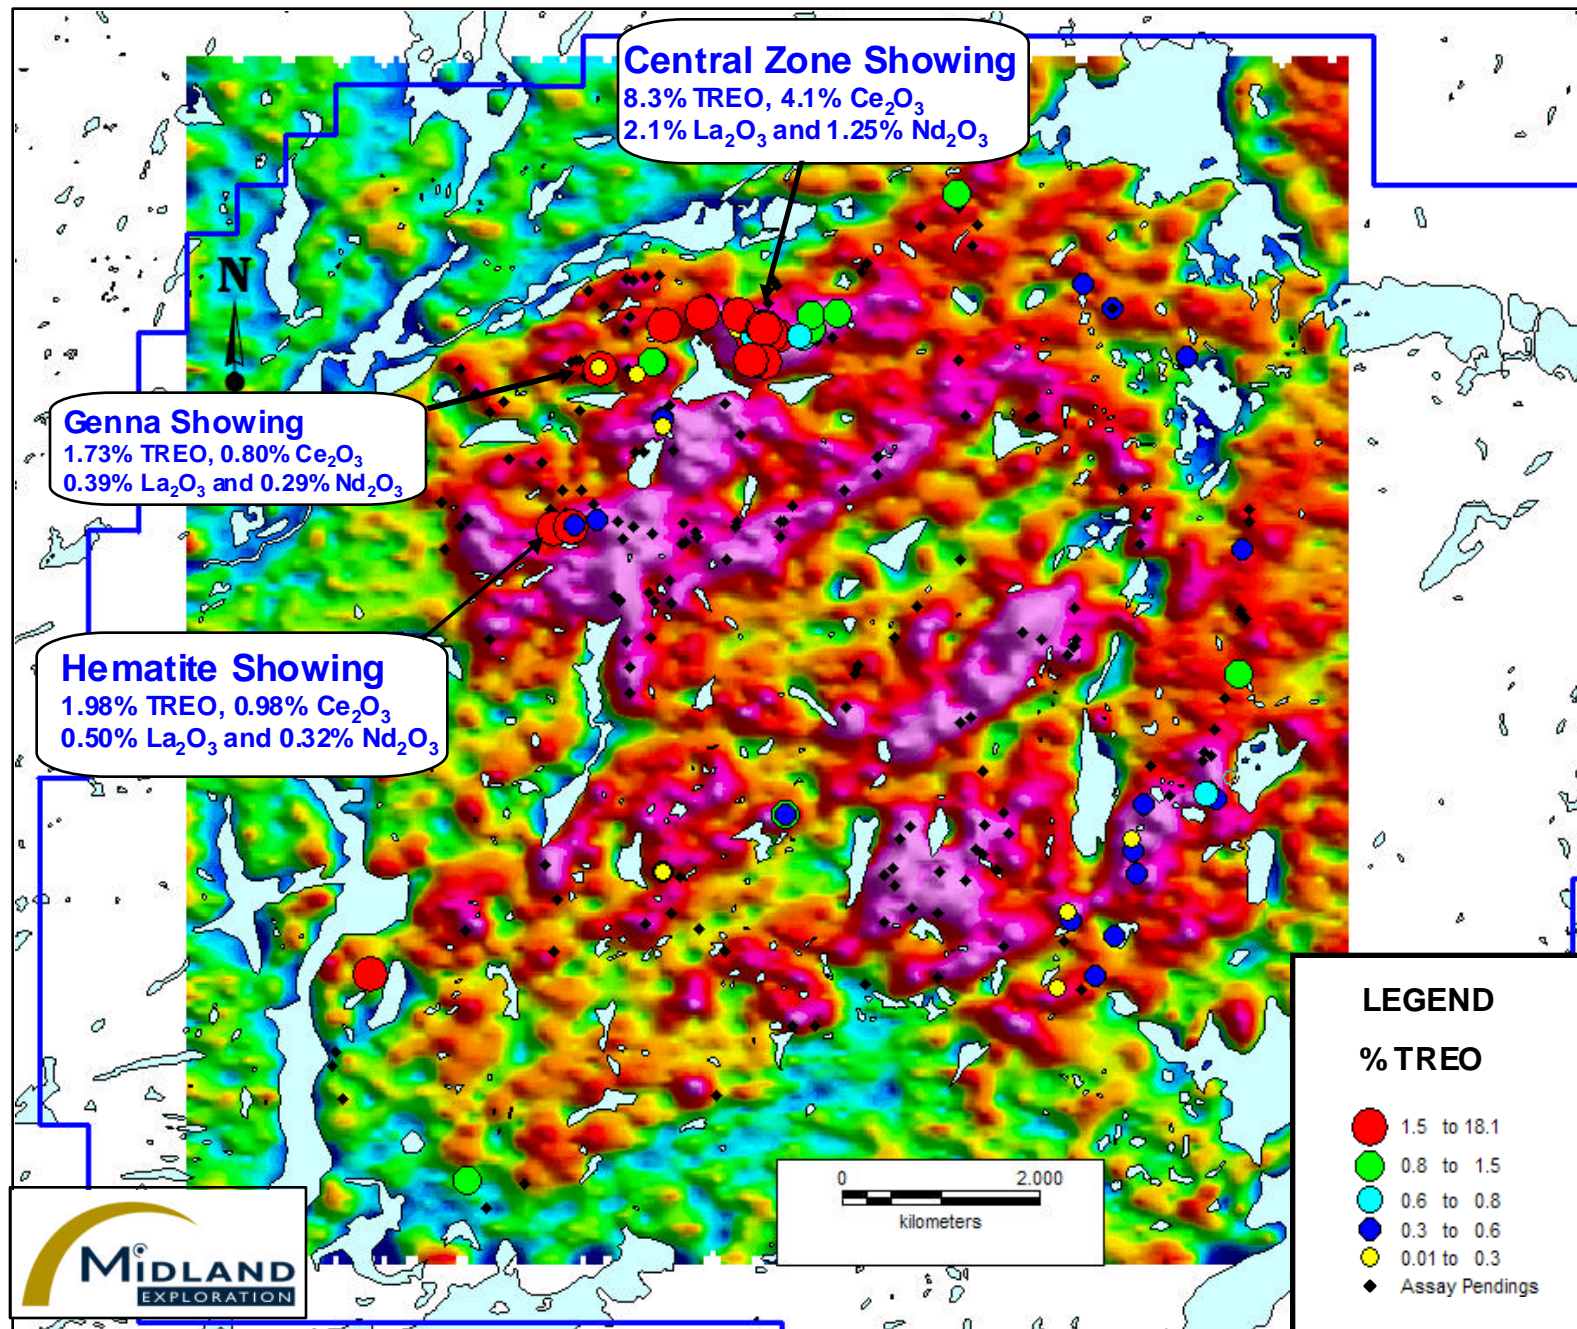 Central Zone Showing
8.3% TREO, 4.1% Ce₂O₃
2.1% La₂O₃ and 1.25% Nd₂O₃
N
Genna Showing
1.73% TREO, 0.80% Ce₂O₃
0.39% La₂O₃ and 0.29% Nd₂O₃
Hematite Showing
1.98% TREO, 0.98% Ce₂O₃
0.50% La₂O₃ and 0.32% Nd₂O₃
LEGEND
% TREO
1.5 to 18.1
0.8 to 1.5
0.6 to 0.8
0.3 to 0.6
0.01 to 0.3
Assay Pendings
0 2.000
kilometers
MIDLAND
EXPLORATION